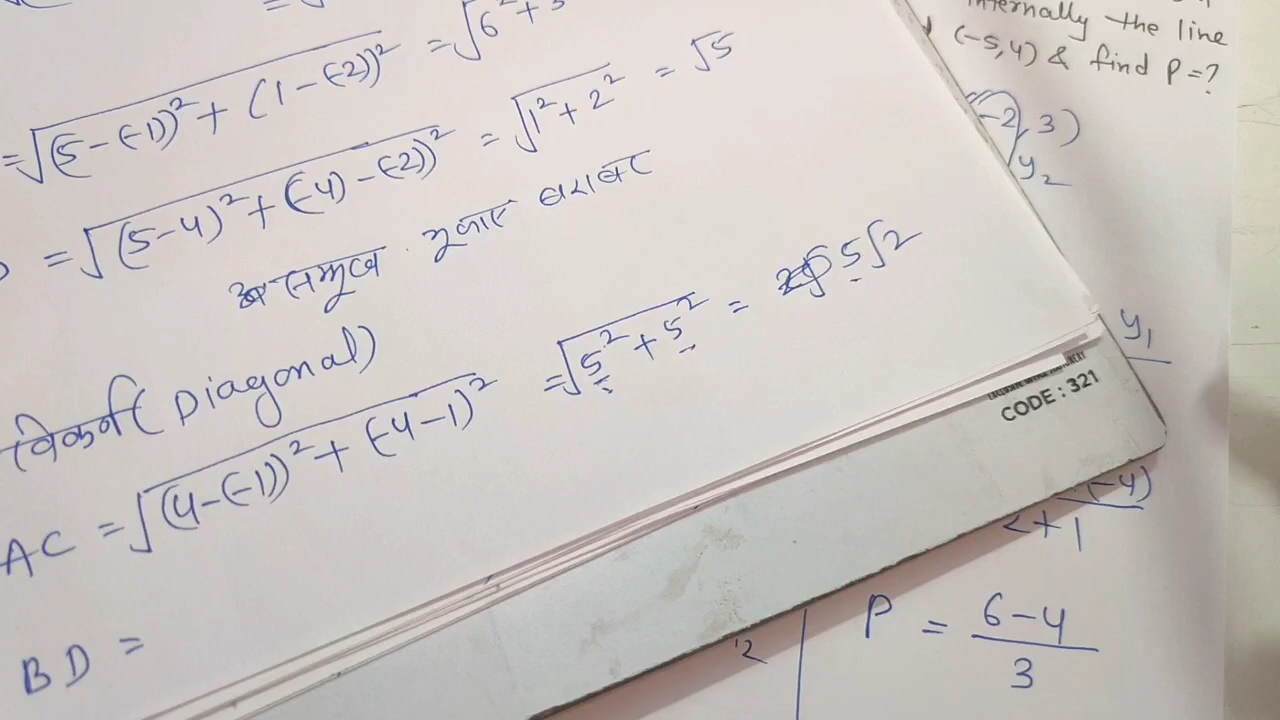 = √(5-(-1))² + (1-(-2))² = √6² + 3
= √(5-4)² + (-4)-(-2))² = √1² + 2² = √5
सम्मुख भुजाएं बराबर
विकर्ण (Diagonal)
AC = √(4-(-1))² + (-4-1)² = √5² + 5² = 5√2
BD =
CODE : 321
internally the line
(-5,4) & find P=?
-2, 3)
y₂
y₁
(-4)
2+1
P = 6-4
3